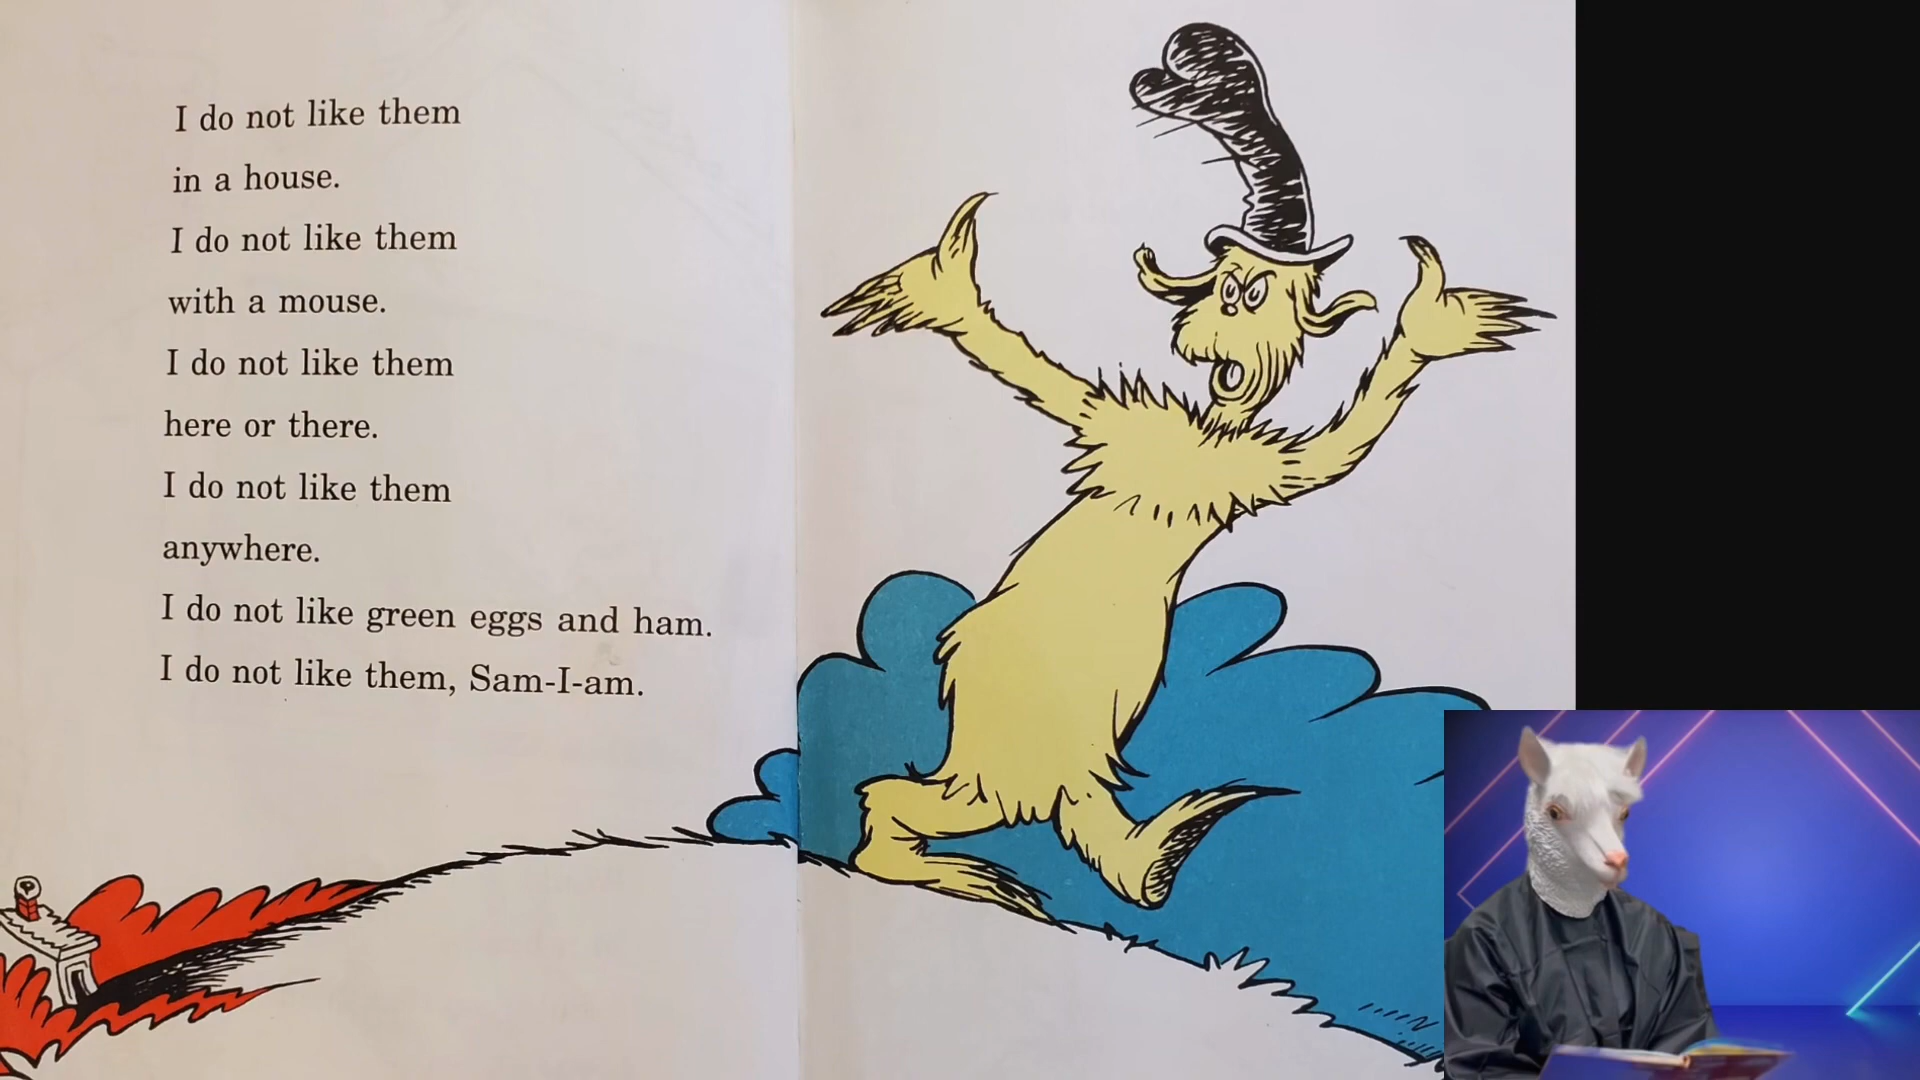 I do not like them
in a house.
I do not like them
with a mouse.
I do not like them
here or there.
I do not like them
anywhere.
I do not like green eggs and ham.
I do not like them, Sam-I-am.